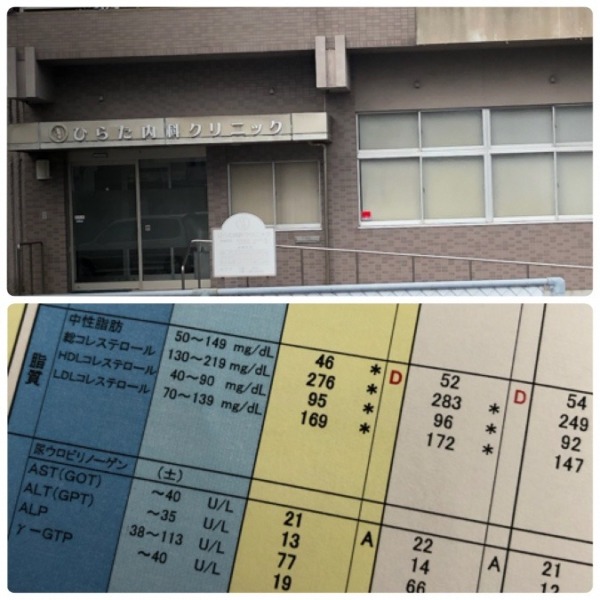 ひらた内科クリニック
脂質
中性脂肪 50～149 mg/dL 46 * D 52 D 54
総コレステロール 130～219 mg/dL 276 * 283 * 249
HDLコレステロール 40～90 mg/dL 95 * 96 * 92
LDLコレステロール 70～139 mg/dL 169 * 172 * 147
尿ウロビリノーゲン (±)
AST(GOT) ～40 U/L 21 A 22 A 21
ALT(GPT) ～35 U/L 13 14 12
ALP 38～113 U/L 77 66
γ-GTP ～40 U/L 19